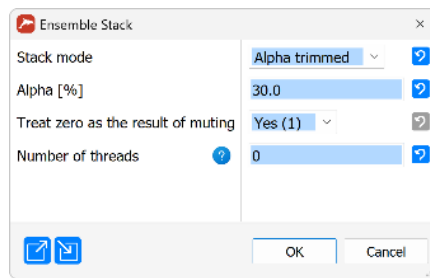 Ensemble Stack
Stack mode Alpha trimmed
Alpha [%] 30.0
Treat zero as the result of muting Yes (1)
Number of threads ? 0
OK Cancel